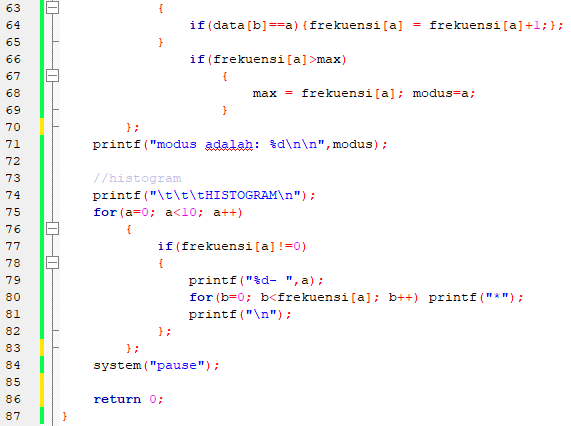 63 {
64 if(data[b]==a){frekuensi[a] = frekuensi[a]+1;};
65 }
66 if(frekuensi[a]>max)
67 {
68 max = frekuensi[a]; modus=a;
69 }
70 };
71 printf("modus adalah: %d\n\n",modus);
72
73 //histogram
74 printf("\t\t\tHISTOGRAM\n");
75 for(a=0; a<10; a++)
76 {
77 if(frekuensi[a]!=0)
78 {
79 printf("%d- ",a);
80 for(b=0; b<frekuensi[a]; b++) printf("*");
81 printf("\n");
82 };
83 };
84 system("pause");
85
86 return 0;
87 }